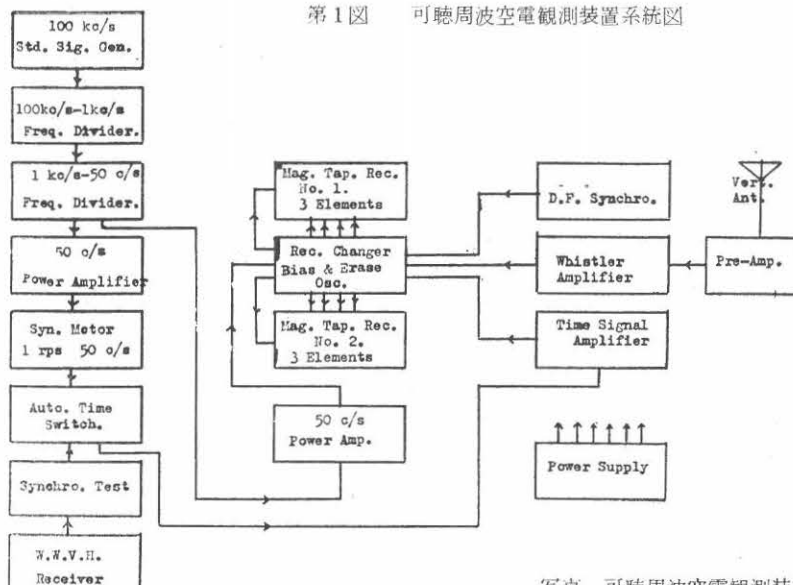 第1図 可聴周波空電観測装置系統図
100 kc/s
Std. Sig. Gen.
100kc/s-1kc/s
Freq. Divider.
1 kc/s-50 c/s
Freq. Divider.
50 c/s
Power Amplifier
Syn. Motor
1 rps 50 c/s
Auto. Time
Switch.
Synchro. Test
W.W.V.H.
Receiver
Mag. Tap. Rec.
No. 1.
3 Elements
Rec. Changer
Bias & Erase
Osc.
Mag. Tap. Rec.
No. 2.
3 Elements
50 c/s
Power Amp.
D.F. Synchro.
Whistler
Amplifier
Time Signal
Amplifier
Power Supply
Vert.
Ant.
Pre-Amp.
写真 可聴周波空電観測装